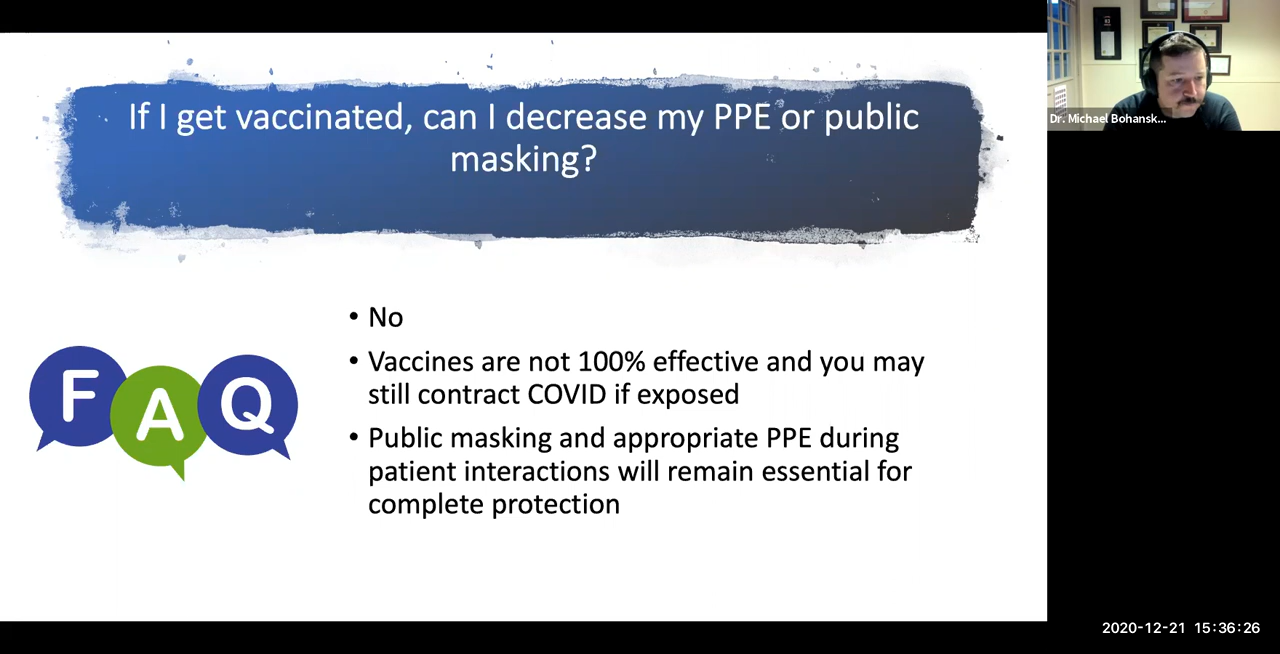 If I get vaccinated, can I decrease my PPE or public
masking?
Dr. Michael Bohansk...
FAQ
• No
• Vaccines are not 100% effective and you may
still contract COVID if exposed
• Public masking and appropriate PPE during
patient interactions will remain essential for
complete protection
2020-12-21 15:36:26